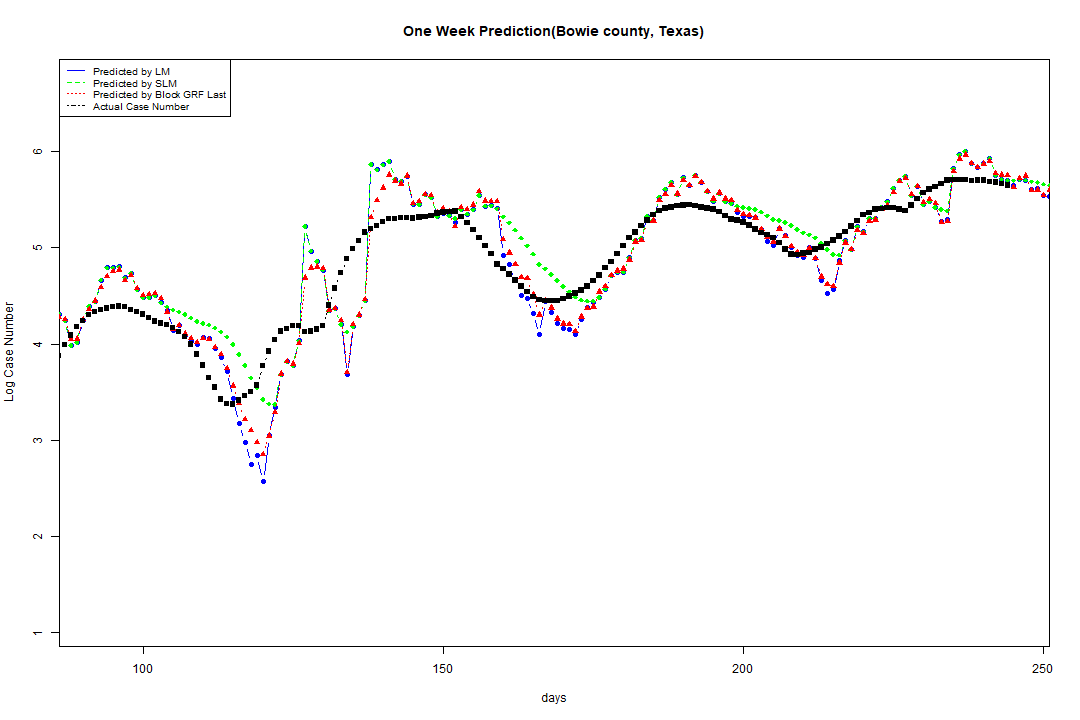 One Week Prediction(Bowie county, Texas)
Predicted by LM
Predicted by SLM
Predicted by Block GRF Last
Actual Case Number
6
5
4
3
2
1
Log Case Number
100 150 200 250
days